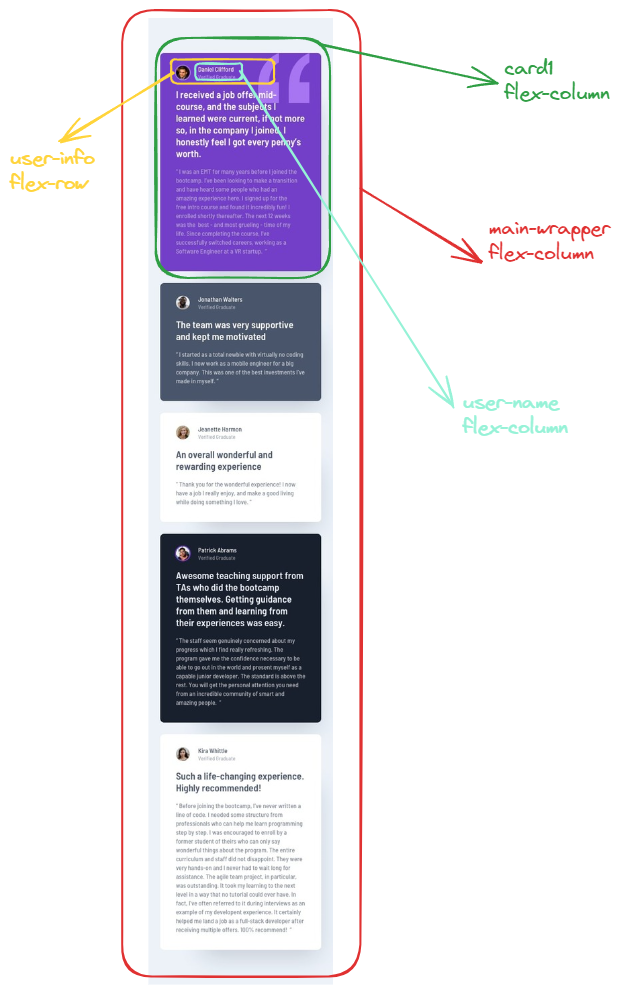 Daniel Clifford
Verified Graduate
I received a job offer mid-
course, and the subjects I
learned were current, if not more
so, in the company I joined. I
honestly feel I got every penny's
worth.
" I was an EMT for many years before I joined the
bootcamp. I've been looking to make a transition
and have heard some people who had an
amazing experience here. I signed up for the
free intro course and found it incredibly fun! I
enrolled shortly thereafter. The next 12 weeks
was the best - and most grueling - time of my
life. Since completing the course, I've
successfully switched careers, working as a
Software Engineer at a VR startup. "
card1
flex-column
user-info
flex-row
main-wrapper
flex-column
Jonathan Walters
Verified Graduate
The team was very supportive
and kept me motivated
" I started as a total newbie with virtually no coding
skills. I now work as a mobile engineer for a big
company. This was one of the best investments I've
made in myself. "
user-name
flex-column
Jeanette Harmon
Verified Graduate
An overall wonderful and
rewarding experience
" Thank you for the wonderful experience! I now
have a job I really enjoy, and make a good living
while doing something I love. "
Patrick Abrams
Verified Graduate
Awesome teaching support from
TAs who did the bootcamp
themselves. Getting guidance
from them and learning from
their experiences was easy.
" The staff seem genuinely concerned about my
progress which I find really refreshing. The
program gave me the confidence necessary to be
able to go out in the world and present myself as a
capable junior developer. The standard is above the
rest. You will get the personal attention you need
from an incredible community of smart and
amazing people. "
Kira Whittle
Verified Graduate
Such a life-changing experience.
Highly recommended!
" Before joining the bootcamp, I've never written a
line of code. I needed some structure from
professionals who can help me learn programming
step by step. I was encouraged to enroll by a
former student of theirs who can only say
wonderful things about the program. The entire
curriculum and staff did not disappoint. They were
very hands-on and I never had to wait long for
assistance. The agile team project, in particular,
was outstanding. It took my learning to the next
level in a way that no tutorial could ever have. In
fact, I've often referred to it during interviews as an
example of my developent experience. It certainly
helped me land a job as a full-stack developer after
receiving multiple offers. 100% recommend! "